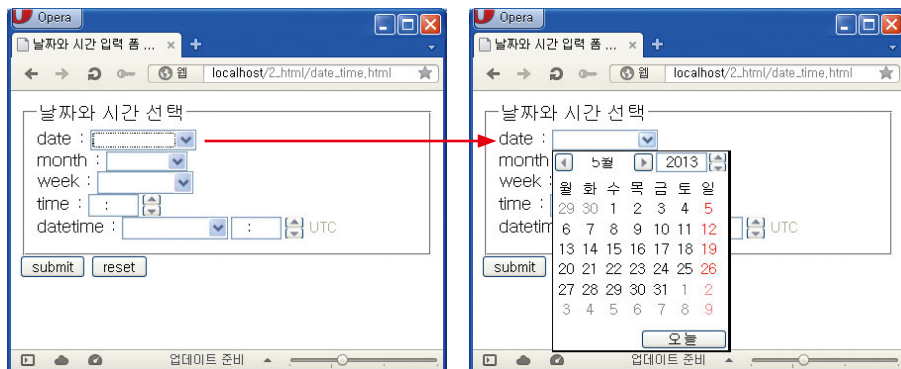 Opera
날짜와 시간 입력 폼 ...
웹 localhost/2_html/date_time.html
날짜와 시간 선택
date :
month :
week :
time : :
datetime : : UTC
submit reset
업데이트 준비
Opera
날짜와 시간 입력 폼 ...
웹 localhost/2_html/date_time.html
날짜와 시간 선택
date :
month
week :
time :
datetim
: UTC
submit
5월 2013
월 화 수 목 금 토 일
29 30 1 2 3 4 5
6 7 8 9 10 11 12
13 14 15 16 17 18 19
20 21 22 23 24 25 26
27 28 29 30 31 1 2
3 4 5 6 7 8 9
오늘
업데이트 준비